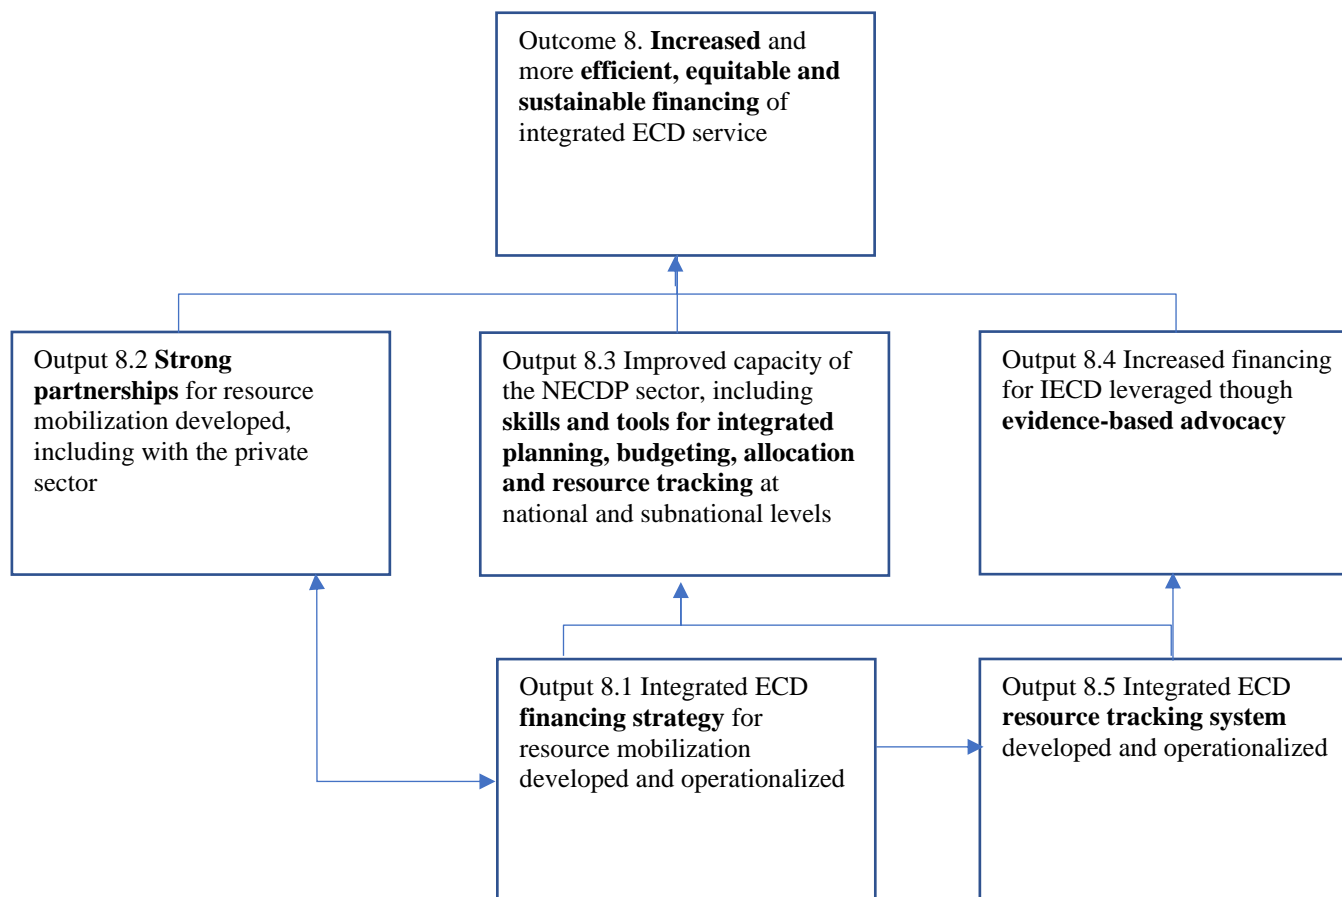 Outcome 8. Increased and
more efficient, equitable and
sustainable financing of
integrated ECD service
Output 8.2 Strong
partnerships for resource
mobilization developed,
including with the private
sector
Output 8.3 Improved capacity of
the NECDP sector, including
skills and tools for integrated
planning, budgeting, allocation
and resource tracking at
national and subnational levels
Output 8.4 Increased financing
for IECD leveraged though
evidence-based advocacy
Output 8.1 Integrated ECD
financing strategy for
resource mobilization
developed and operationalized
Output 8.5 Integrated ECD
resource tracking system
developed and operationalized